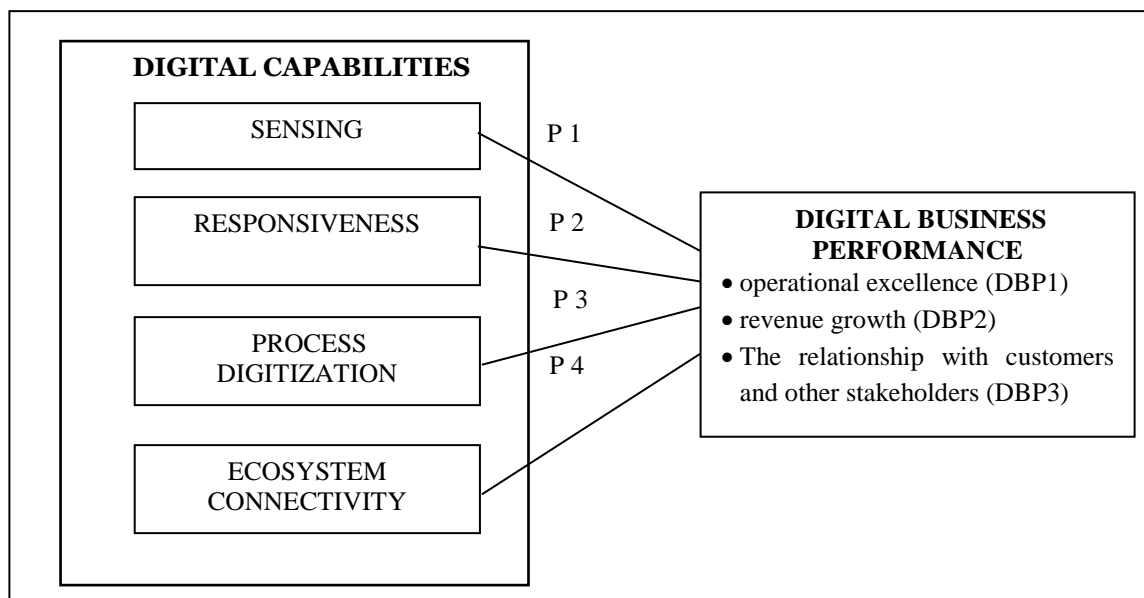 DIGITAL CAPABILITIES
SENSING
P 1
RESPONSIVENESS
P 2
PROCESS
DIGITIZATION
P 3
P 4
ECOSYSTEM
CONNECTIVITY
DIGITAL BUSINESS
PERFORMANCE
• operational excellence (DBP1)
• revenue growth (DBP2)
• The relationship with customers
and other stakeholders (DBP3)